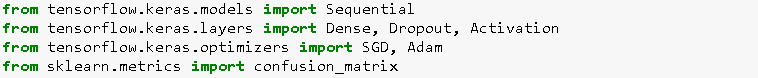 from tensorflow.keras.models import Sequential
from tensorflow.keras.layers import Dense, Dropout, Activation
from tensorflow.keras.optimizers import SGD, Adam
from sklearn.metrics import confusion_matrix